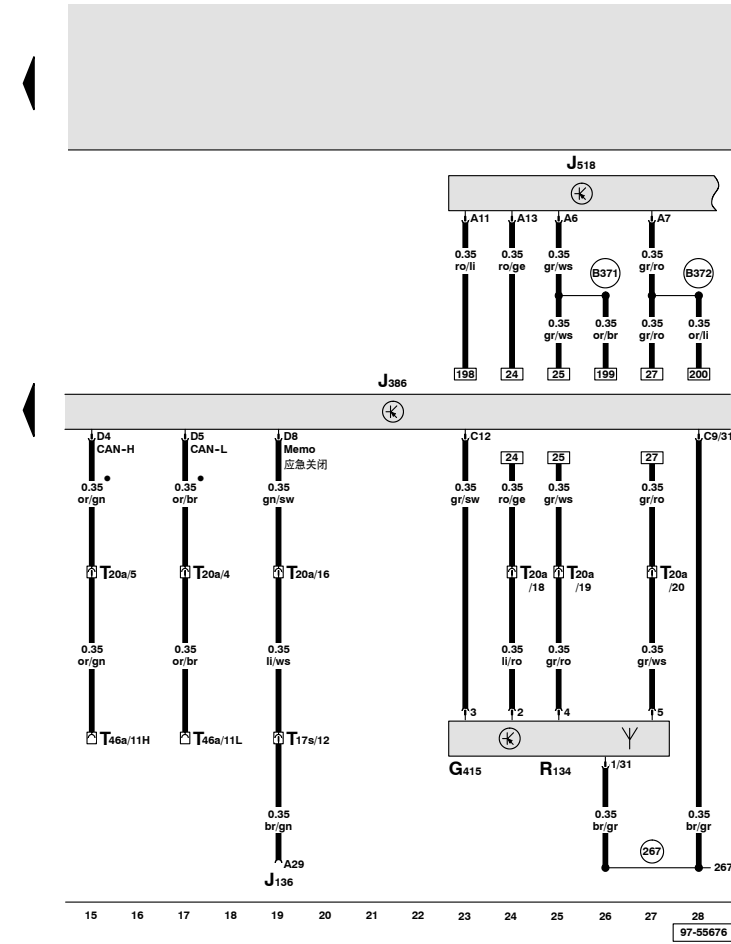 J518
A11 A13 A6 A7
0.35 0.35 0.35 0.35
ro/li ro/ge gr/ws gr/ro
B371 B372
0.35 0.35 0.35 0.35
gr/ws or/br gr/ro or/li
198 24 25 199 27 200
J386
D4 D5 D8 C12 C9/31
CAN-H CAN-L Memo
应急关闭
24 25 27
0.35 0.35 0.35 0.35 0.35 0.35 0.35
or/gn or/br gn/sw gr/sw ro/ge gr/ws gr/ro
T20a/5 T20a/4 T20a/16 T20a T20a T20a
/18 /19 /20
0.35 0.35 0.35 0.35 0.35 0.35
or/gn or/br li/ws li/ro gr/ro gr/ws
3 2 4 5
T46a/11H T46a/11L T17s/12
G415 R134 1/31
0.35 0.35 0.35
br/gn br/gr br/gr
267
A29 267
J136
15 16 17 18 19 20 21 22 23 24 25 26 27 28
97-55676